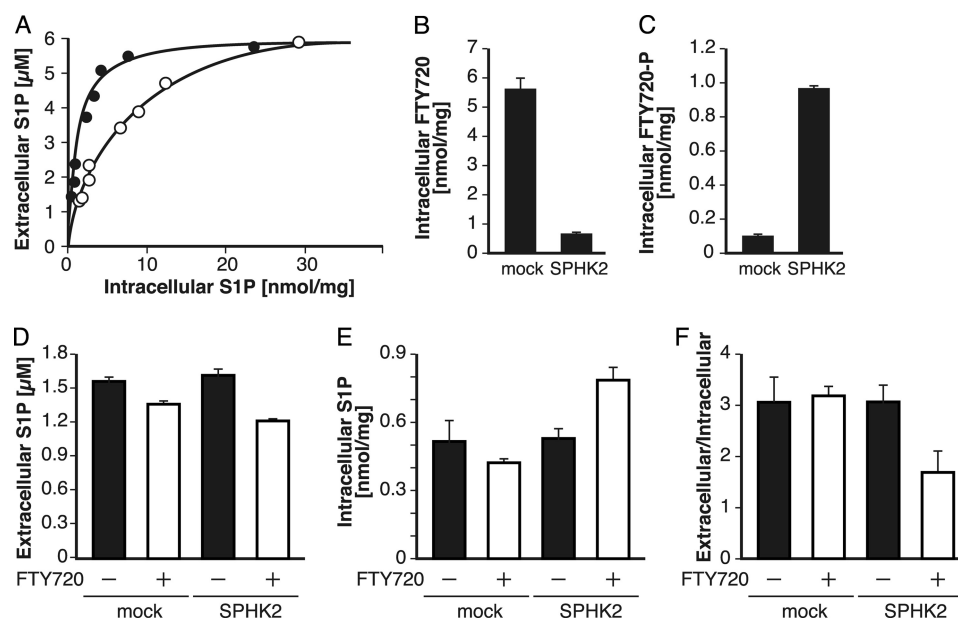 A
Extracellular S1P [µM]
6
5
4
3
2
1
0
0
10
20
30
40
Intracellular S1P [nmol/mg]
B
Intracellular FTY720
[nmol/mg]
7
6
5
4
3
2
1
0
mock SPHK2
C
Intracellular FTY720-P
[nmol/mg]
1.2
1.0
0.8
0.6
0.4
0.2
0
mock SPHK2
D
Extracellular S1P [µM]
1.8
1.5
1.2
0.9
0.6
0.3
0
FTY720 − + − +
mock SPHK2
E
Intracellular S1P
[nmol/mg]
0.9
0.6
0.3
0
FTY720 − + − +
mock SPHK2
F
Extracellular/Intracellular
4
3
2
1
0
FTY720 − + − +
mock SPHK2